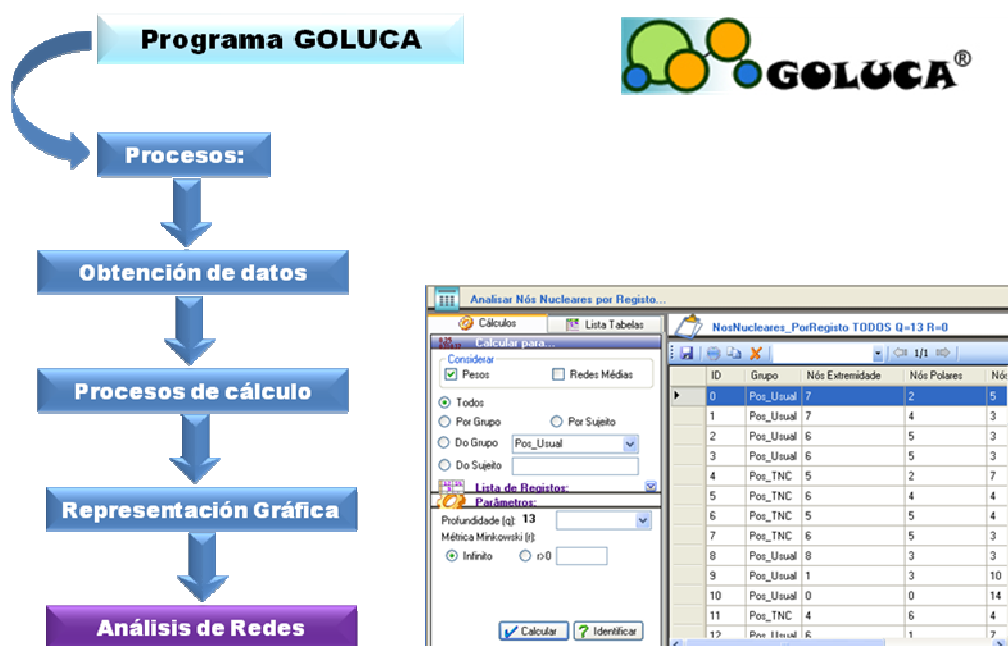 Programa GOLUCA
GOLUCA®
Procesos:
Obtención de datos
Procesos de cálculo
Representación Gráfica
Análisis de Redes
Analisar Nós Nucleares por Registo...
Cálculos Lista Tabelas
Calcular para...
Considerar
Pesos Redes Médias
Todos
Por Grupo Por Sujeito
Do Grupo Pos_Usual
Do Sujeito
Lista de Registos:
Parâmetros:
Profundidade (q): 13
Métrica Minkowski (r):
Infinito r>0
Calcular Identificar
NosNucleares_PorRegisto TODOS Q=13 R=0
1/1
ID Grupo Nós Extremidade Nós Polares Nós
0 Pos_Usual 7 2 5
1 Pos_Usual 7 4 3
2 Pos_Usual 6 5 3
3 Pos_Usual 6 5 3
4 Pos_TNC 5 2 7
5 Pos_TNC 6 4 4
6 Pos_TNC 5 5 4
7 Pos_TNC 6 5 3
8 Pos_Usual 8 3 3
9 Pos_Usual 1 3 10
10 Pos_Usual 0 0 14
11 Pos_TNC 4 6 4
12 Pos_Usual 6 1 7